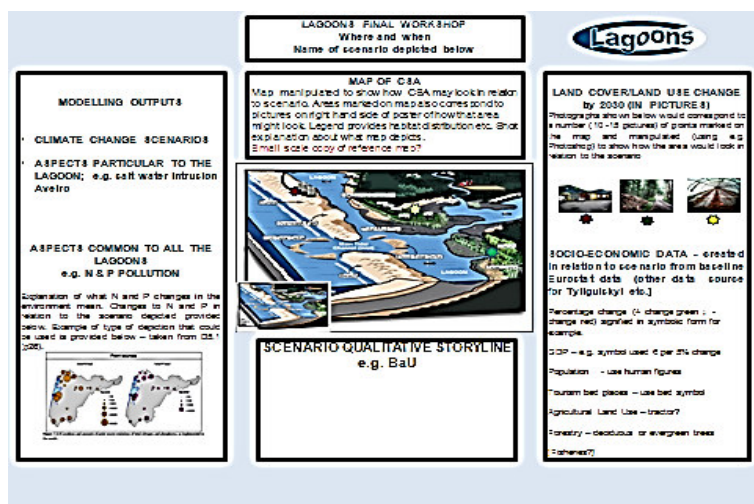 LAGOONS FINAL WORKSHOP
Where and when
Name of scenario depicted below
Lagoons
MODELLING OUTPUTS
• CLIMATE CHANGE SCENARIOS
• ASPECTS PARTICULAR TO THE
LAGOON; e.g. salt water intrusion
Aveiro
ASPECTS COMMON TO ALL THE
LAGOONS
e.g. N & P POLLUTION
Explanation of what N and P changes in the
environment mean. Changes to N and P in
relation to the scenario depicted provided
below. Example of type of depiction that could
be used is provided below – taken from D5.1
MAP OF CSA
Map manipulated to show how CSA may look in relation
to scenario. Areas marked on map also correspond to
pictures on right hand side of poster of how that area
might look. Legend provides habitat distribution etc. Short
explanation about what map depicts.
Small scale copy of reference map?
LAGOON
LAGOON
SCENARIO QUALITATIVE STORYLINE
e.g. BaU
LAND COVER/LAND USE CHANGE
by 2030 (IN PICTURES)
Photographs shown below would correspond to
a number (10 -15 pictures) of points marked on
the map and manipulated (using e.g.
Photoshop) to show how the area would look in
relation to the scenario
SOCIO-ECONOMIC DATA – created
in relation to scenario from baseline
Eurostat data (other data source
for Tyligulskyi etc.)
Percentage change (+ change green ; -
change red) signified in symbolic form for
example.
GDP – e.g. symbol used € per 5% change
Population - use human figures
Tourism bed places – use bed symbol
Agricultural Land Use – tractor?
Forestry – deciduous or evergreen trees
(Fisheries?)